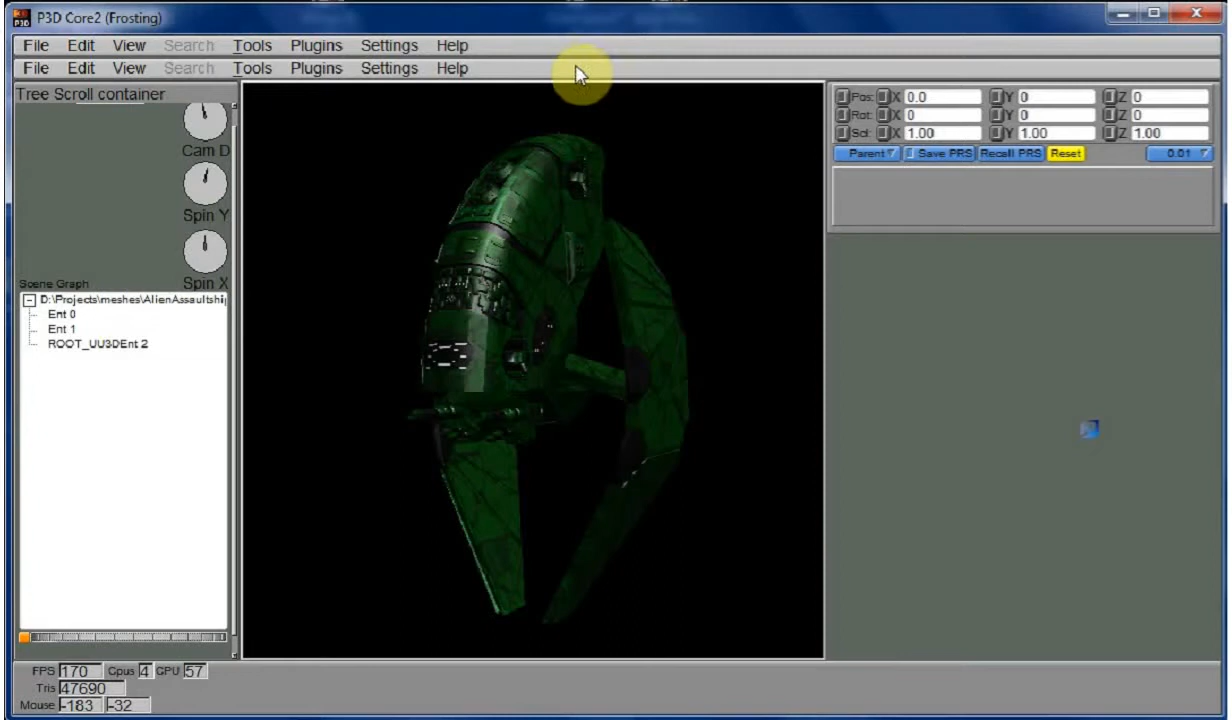 P3D Core2 (Frosting)
File Edit View Search Tools Plugins Settings Help
File Edit View Search Tools Plugins Settings Help
Tree Scroll container
Cam D
Spin Y
Spin X
Scene Graph
D:\Projects\meshes\AlienAssaultship
Ent 0
Ent 1
ROOT_UU3DEnt 2
Pos: X 0.0 Y 0 Z 0
Rot: X 0 Y 0 Z 0
Scl: X 1.00 Y 1.00 Z 1.00
Parent Save PRS Recall PRS Reset 0.01
FPS 170 Cpus 4 GPU 57
Tris 47690
Mouse -183 -32